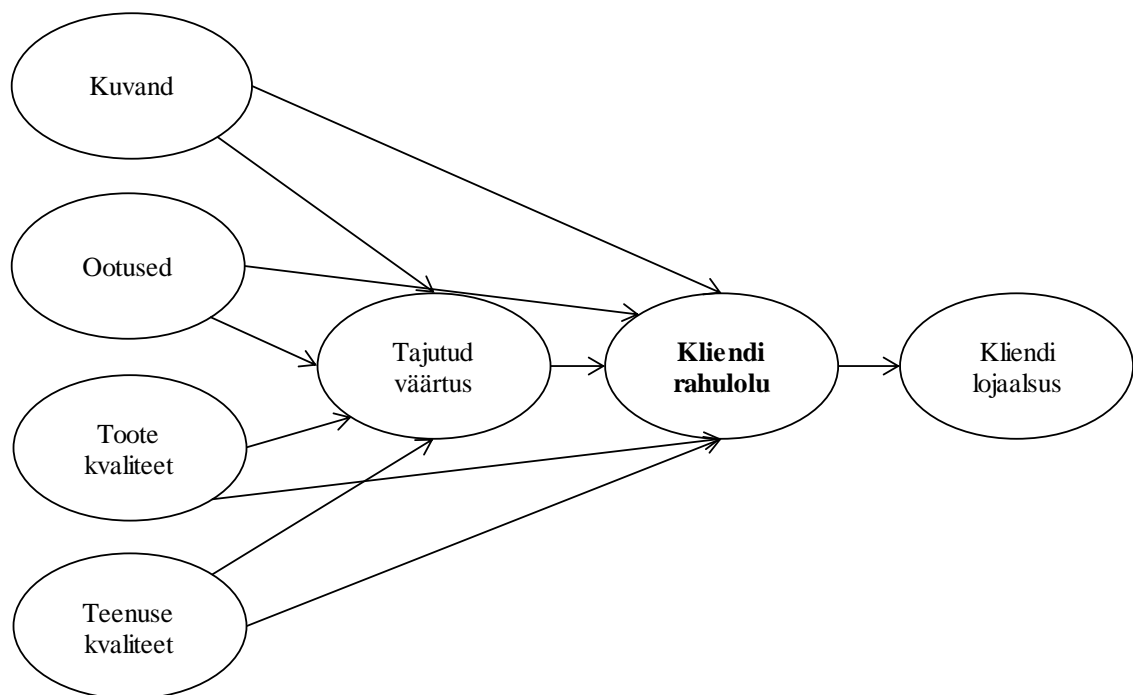 Kuvand
Ootused
Tajutud
väärtus
Kliendi
rahulolu
Kliendi
lojaalsus
Toote
kvaliteet
Teenuse
kvaliteet